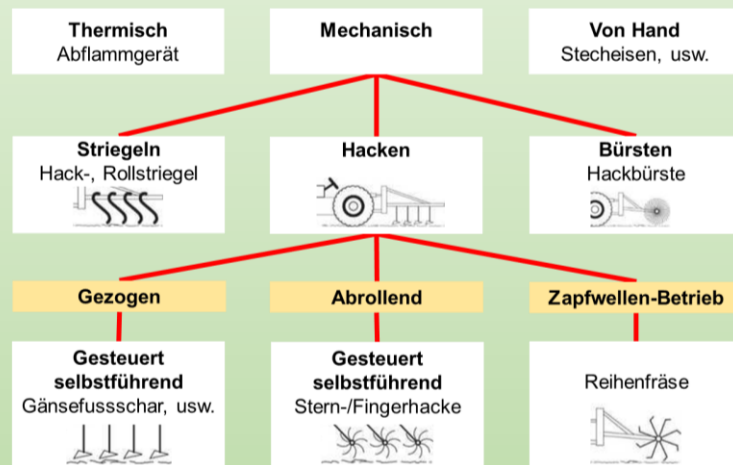 Thermisch
Abflammgerät
Mechanisch
Von Hand
Stecheisen, usw.
Striegeln
Hack-, Rollstriegel
Hacken
Bürsten
Hackbürste
Gezogen
Abrollend
Zapfwellen-Betrieb
Gesteuert
selbstführend
Gänsefussschar, usw.
Gesteuert
selbstführend
Stern-/Fingerhacke
Reihenfräse